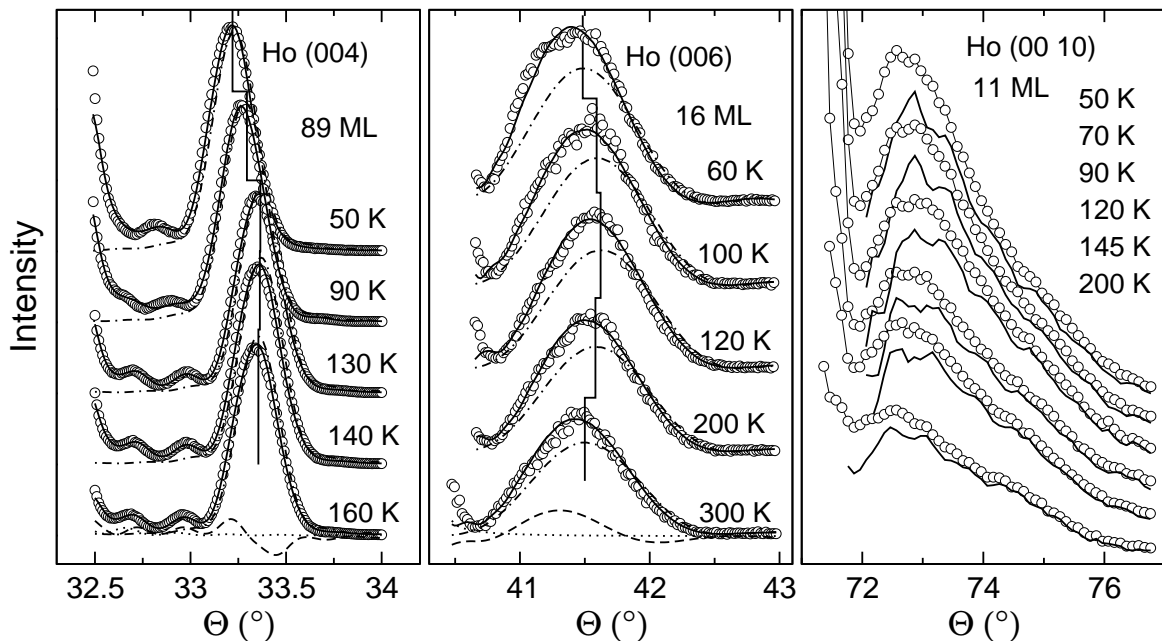 Intensity
Ho (004)
89 ML
50 K
90 K
130 K
140 K
160 K
32.5 33 33.5 34
Θ (°)
Ho (006)
16 ML
60 K
100 K
120 K
200 K
300 K
41 42 43
Θ (°)
Ho (00 10)
11 ML
50 K
70 K
90 K
120 K
145 K
200 K
72 74 76
Θ (°)